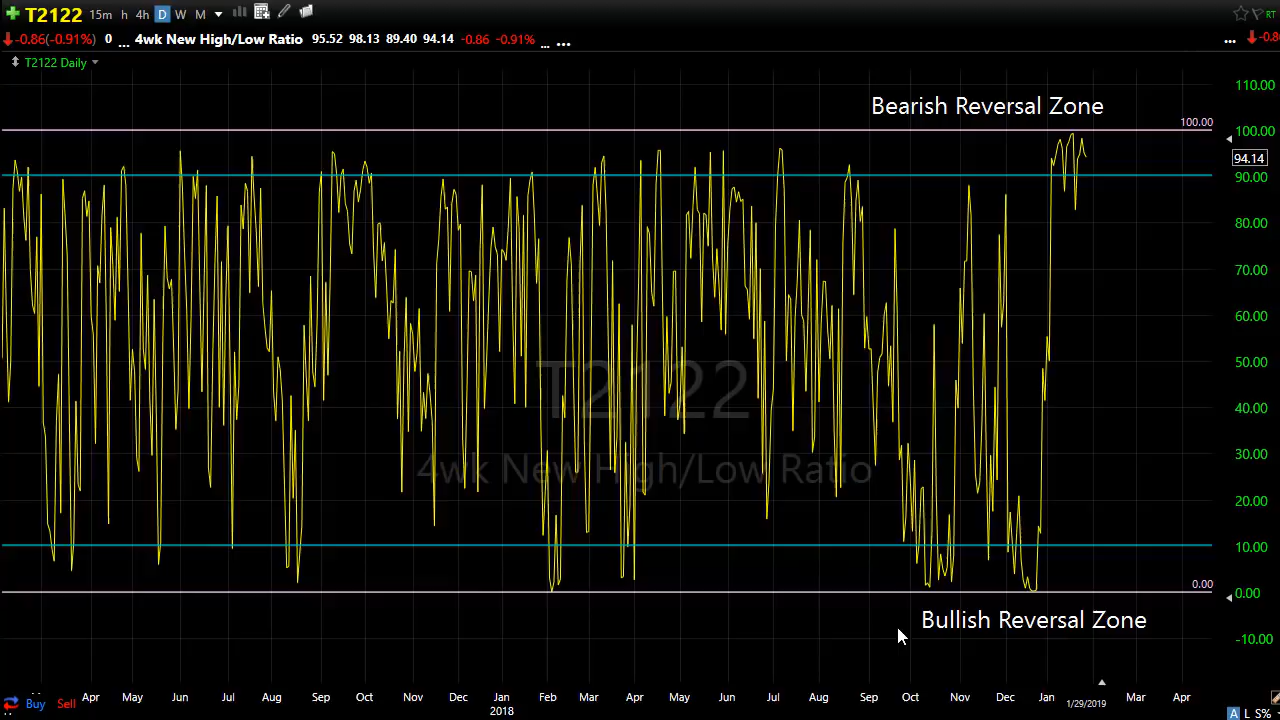 T2122 15m h 4h D W M RT
-0.86(-0.91%) 0 ... 4wk New High/Low Ratio 95.52 98.13 89.40 94.14 -0.86 -0.91% ... ... ... -0.8
T2122 Daily
110.00
Bearish Reversal Zone
100.00
100.00
94.14
90.00
80.00
70.00
60.00
50.00
T2122
40.00
4wk New High/Low Ratio
30.00
20.00
10.00
0.00
0.00
Bullish Reversal Zone
-10.00
Apr May Jun Jul Aug Sep Oct Nov Dec Jan Feb Mar Apr May Jun Jul Aug Sep Oct Nov Dec Jan 1/29/2019 Mar Apr
Buy Sell
2018
A L S%